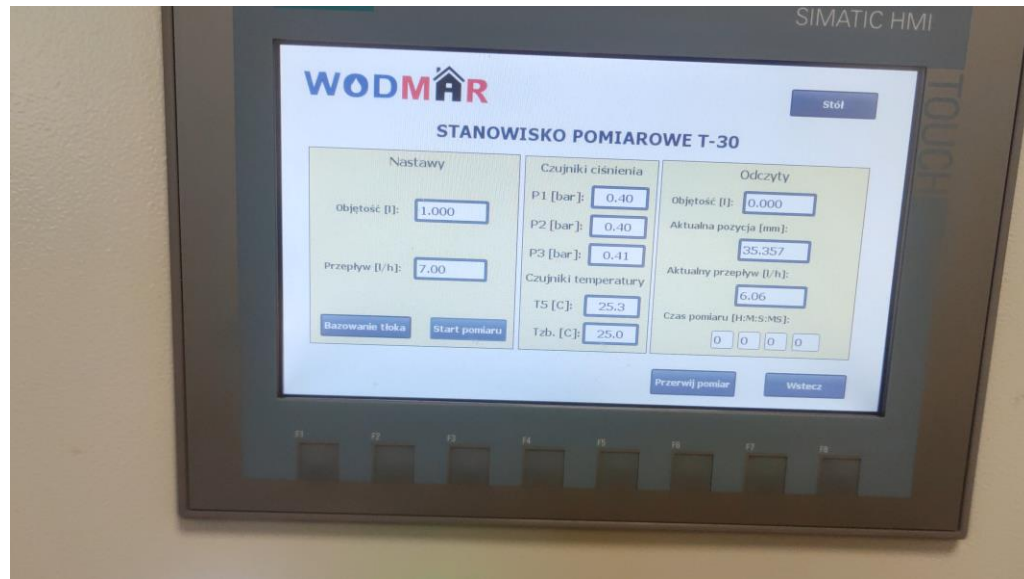 SIMATIC HMI
TOUCH
WODMAR
Stół
STANOWISKO POMIAROWE T-30
Nastawy
Objętość [l]: 1.000
Przepływ [l/h]: 7.00
Bazowanie tłoka
Start pomiaru
Czujniki ciśnienia
P1 [bar]: 0.40
P2 [bar]: 0.40
P3 [bar]: 0.41
Czujniki temperatury
T5 [C]: 25.3
Tzb. [C]: 25.0
Odczyty
Objętość [l]: 0.000
Aktualna pozycja [mm]:
35.357
Aktualny przepływ [l/h]:
6.06
Czas pomiaru [H:M:S:MS]:
0 0 0 0
Przerwij pomiar
Wstecz
F1 F2 F3 F4 F5 F6 F7 F8